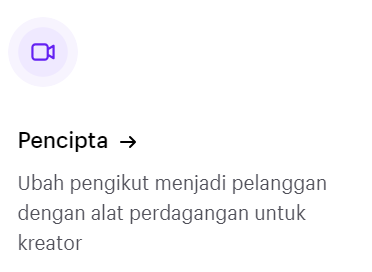 Pencipta →
Ubah pengikut menjadi pelanggan
dengan alat perdagangan untuk
kreator